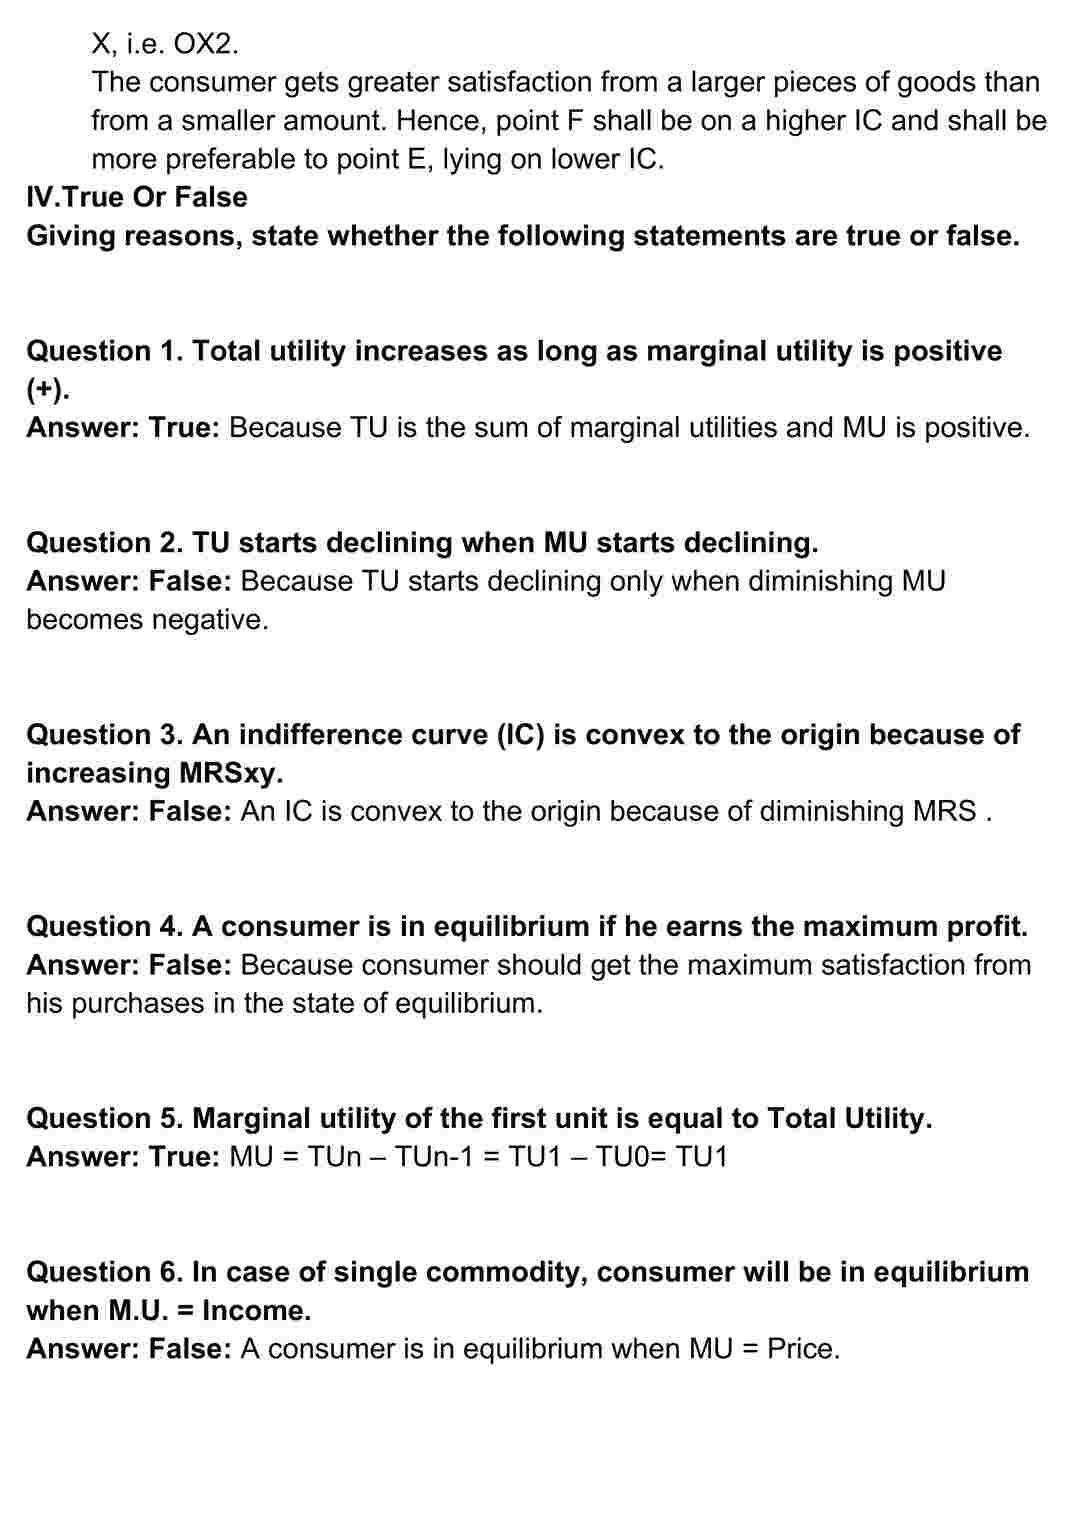 X, i.e. OX2.
The consumer gets greater satisfaction from a larger pieces of goods than
from a smaller amount. Hence, point F shall be on a higher IC and shall be
more preferable to point E, lying on lower IC.
IV.True Or False
Giving reasons, state whether the following statements are true or false.
Question 1. Total utility increases as long as marginal utility is positive
(+).
Answer: True: Because TU is the sum of marginal utilities and MU is positive.
Question 2. TU starts declining when MU starts declining.
Answer: False: Because TU starts declining only when diminishing MU
becomes negative.
Question 3. An indifference curve (IC) is convex to the origin because of
increasing MRSxy.
Answer: False: An IC is convex to the origin because of diminishing MRS .
Question 4. A consumer is in equilibrium if he earns the maximum profit.
Answer: False: Because consumer should get the maximum satisfaction from
his purchases in the state of equilibrium.
Question 5. Marginal utility of the first unit is equal to Total Utility.
Answer: True: MU = TUn – TUn-1 = TU1 – TU0= TU1
Question 6. In case of single commodity, consumer will be in equilibrium
when M.U. = Income.
Answer: False: A consumer is in equilibrium when MU = Price.